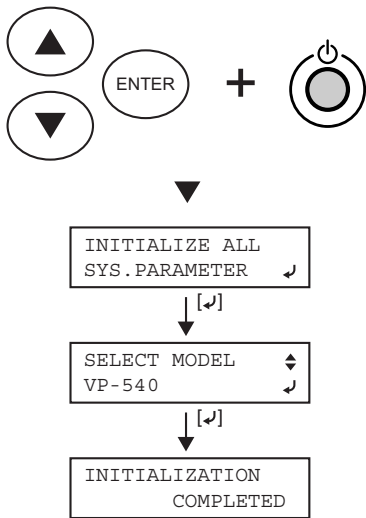 ENTER
+
INITIALIZE ALL
SYS.PARAMETER ↵
[↵]
SELECT MODEL
VP-540 ↵
[↵]
INITIALIZATION
COMPLETED